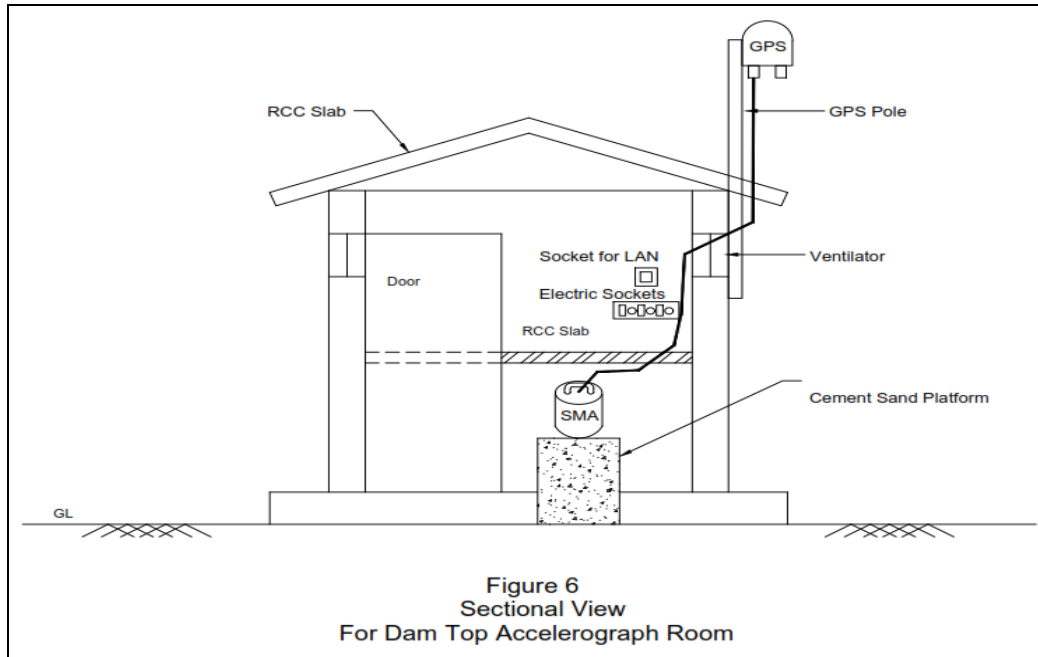 GPS
RCC Slab
GPS Pole
Socket for LAN
Ventilator
Door
Electric Sockets
RCC Slab
Cement Sand Platform
SMA
GL
Figure 6
Sectional View
For Dam Top Accelerograph Room